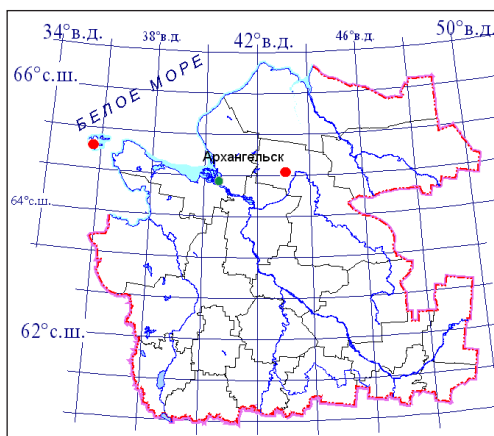 34°в.д.
38°в.д.
42°в.д.
46°в.д.
50°в.д.
66°с.ш.
БЕЛОЕ МОРЕ
Архангельск
64°с.ш.
62°с.ш.